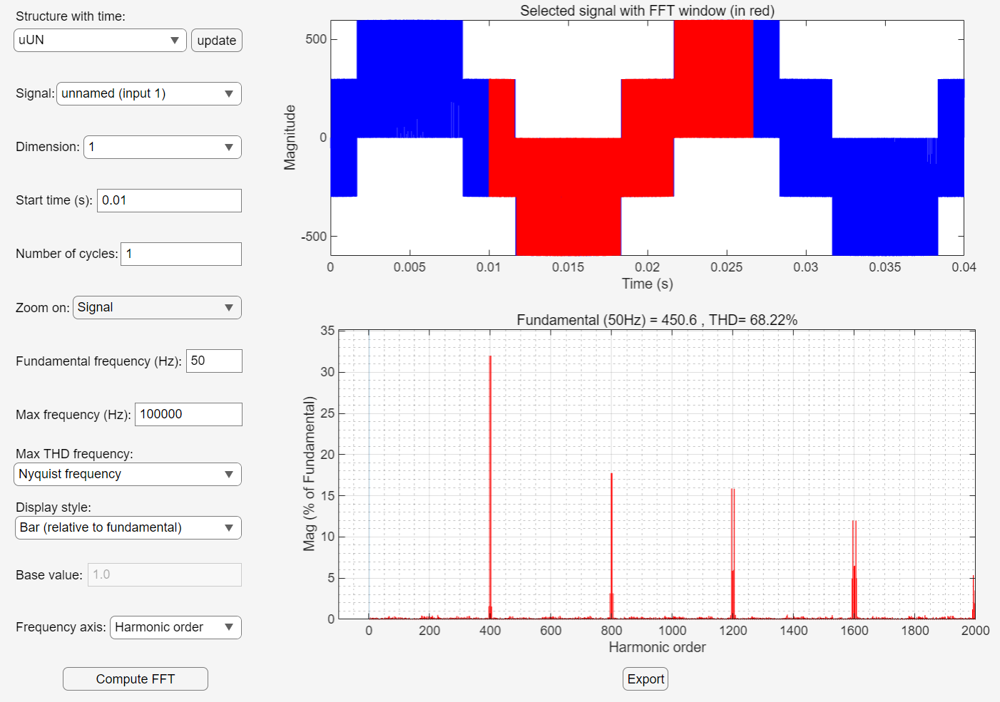 Structure with time:
uUN
update
Signal: unnamed (input 1)
Dimension: 1
Start time (s): 0.01
Number of cycles: 1
Zoom on: Signal
Fundamental frequency (Hz): 50
Max frequency (Hz): 100000
Max THD frequency:
Nyquist frequency
Display style:
Bar (relative to fundamental)
Base value: 1.0
Frequency axis: Harmonic order
Compute FFT
Selected signal with FFT window (in red)
Magnitude
500
0
-500
0 0.005 0.01 0.015 0.02 0.025 0.03 0.035 0.04
Time (s)
Fundamental (50Hz) = 450.6 , THD= 68.22%
Mag (% of Fundamental)
35
30
25
20
15
10
5
0
0 200 400 600 800 1000 1200 1400 1600 1800 2000
Harmonic order
Export